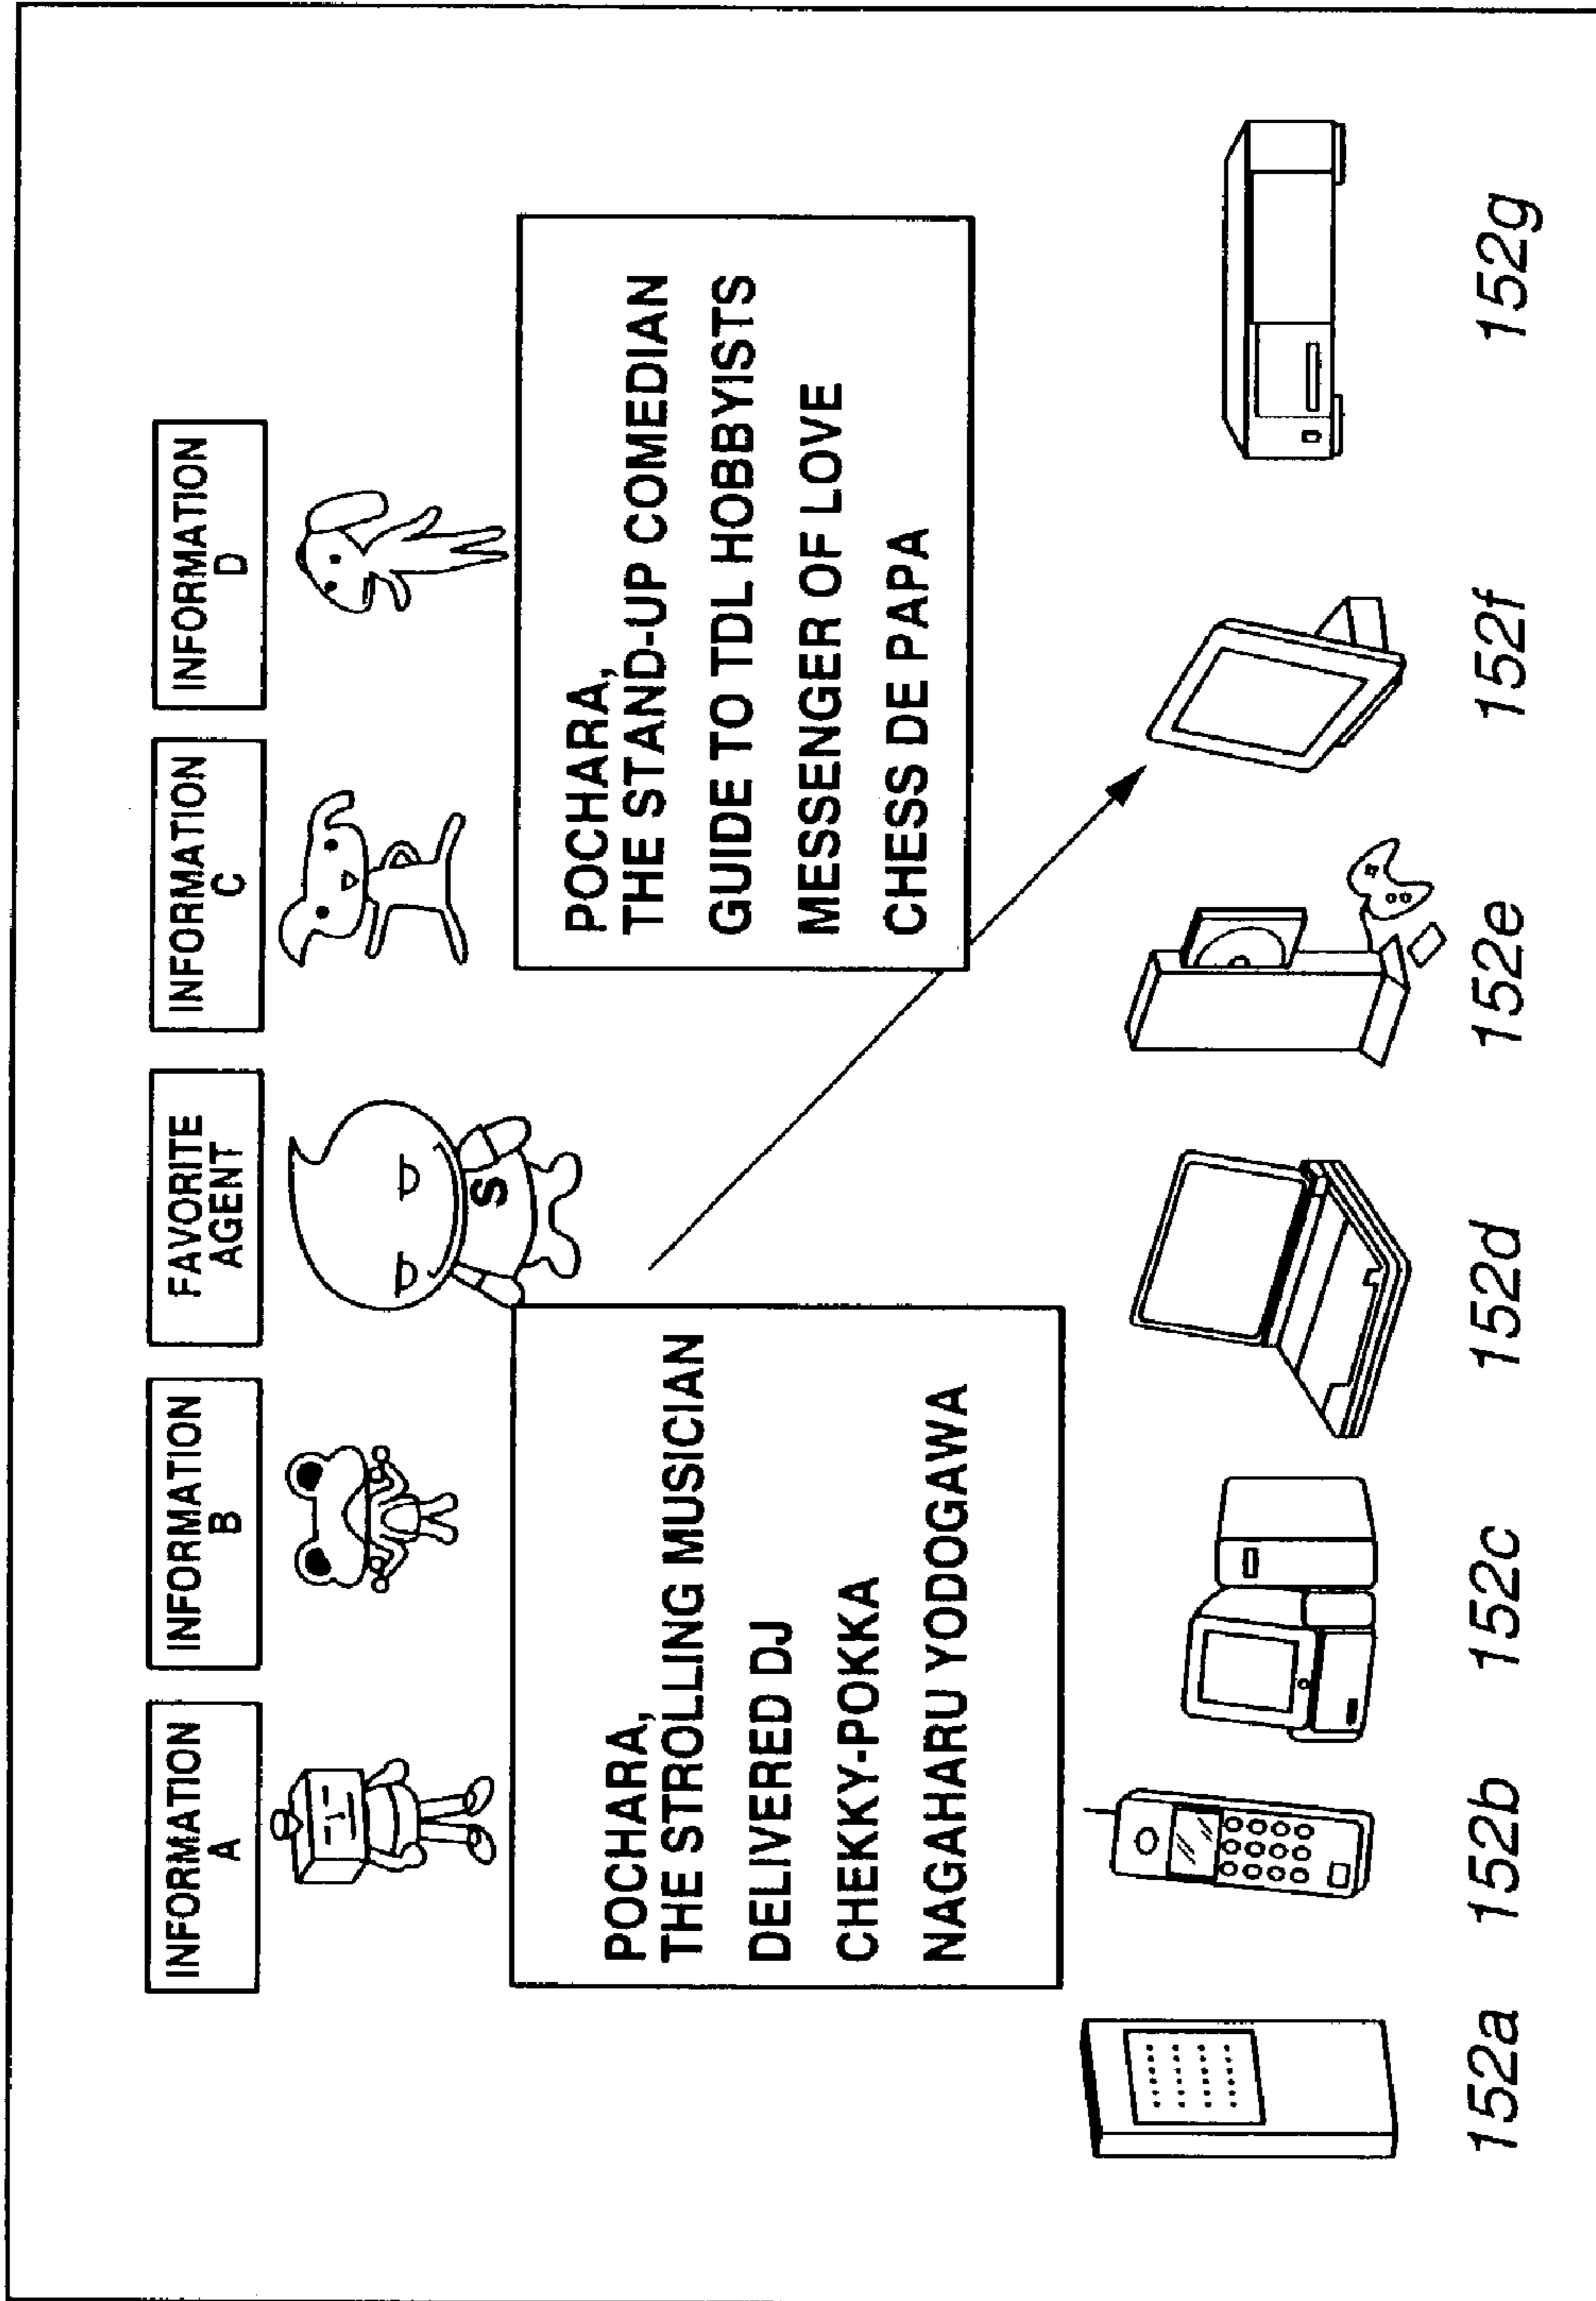 INFORMATION
A
INFORMATION
B
FAVORITE
AGENT
INFORMATION
C
INFORMATION
D
S
POCHARA,
THE STROLLING MUSICIAN
DELIVERED DJ
CHEKKY-POKKA
NAGAHARU YODOGAWA
POCHARA,
THE STAND-UP COMEDIAN
GUIDE TO TDL HOBBYISTS
MESSENGER OF LOVE
CHESS DE PAPA
152a
152b
152c
152d
152e
152f
152g